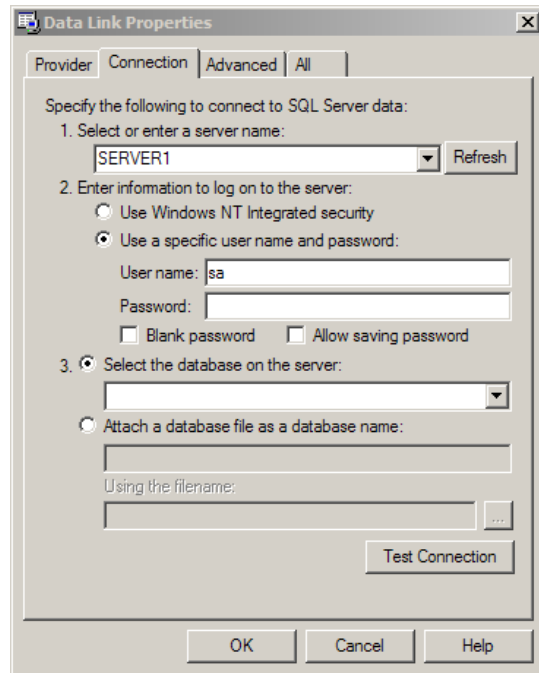 Data Link Properties
Provider Connection Advanced All
Specify the following to connect to SQL Server data:
1. Select or enter a server name:
SERVER1 Refresh
2. Enter information to log on to the server:
Use Windows NT Integrated security
Use a specific user name and password:
User name: sa
Password:
Blank password Allow saving password
3. Select the database on the server:
Attach a database file as a database name:
Using the filename:
...
Test Connection
OK Cancel Help